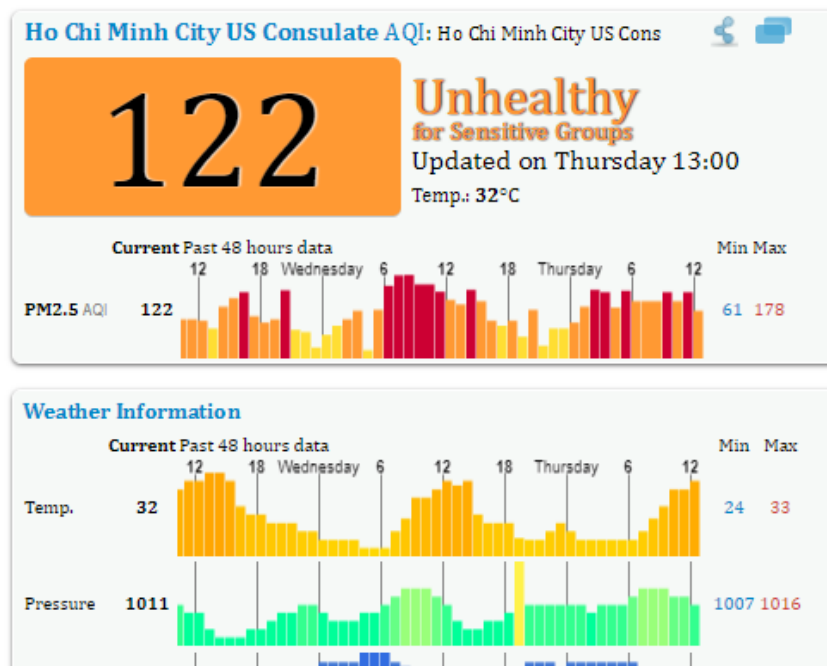 Ho Chi Minh City US Consulate AQI: Ho Chi Minh City US Cons
122
Unhealthy
for Sensitive Groups
Updated on Thursday 13:00
Temp.: 32°C
Current Past 48 hours data Min Max
12 18 Wednesday 6 12 18 Thursday 6 12
PM2.5 AQI 122 61 178
Weather Information
Current Past 48 hours data Min Max
12 18 Wednesday 6 12 18 Thursday 6 12
Temp. 32 24 33
Pressure 1011 1007 1016